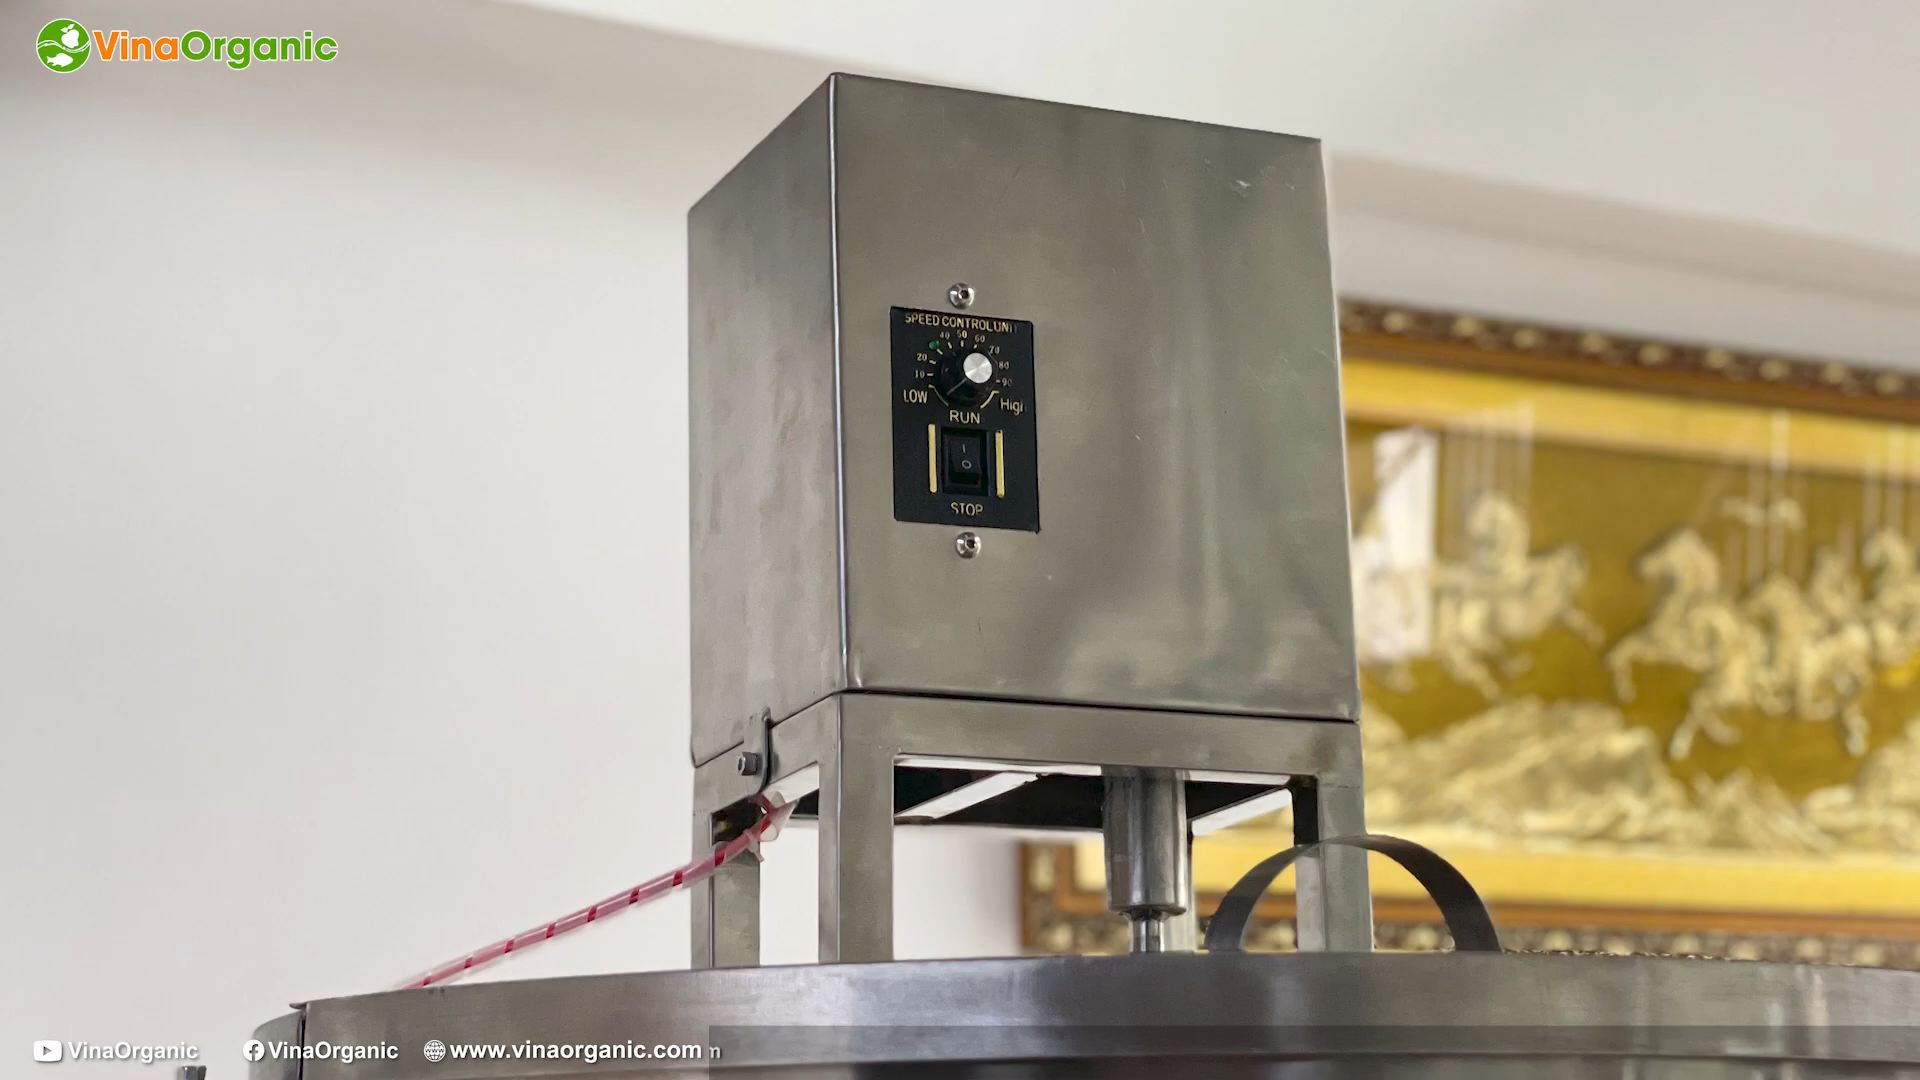 VinaOrganic
SPEED CONTROL UNIT
10 20 40 50 60 70 80 90
LOW High
RUN
I
O
STOP
VinaOrganic VinaOrganic www.vinaorganic.com